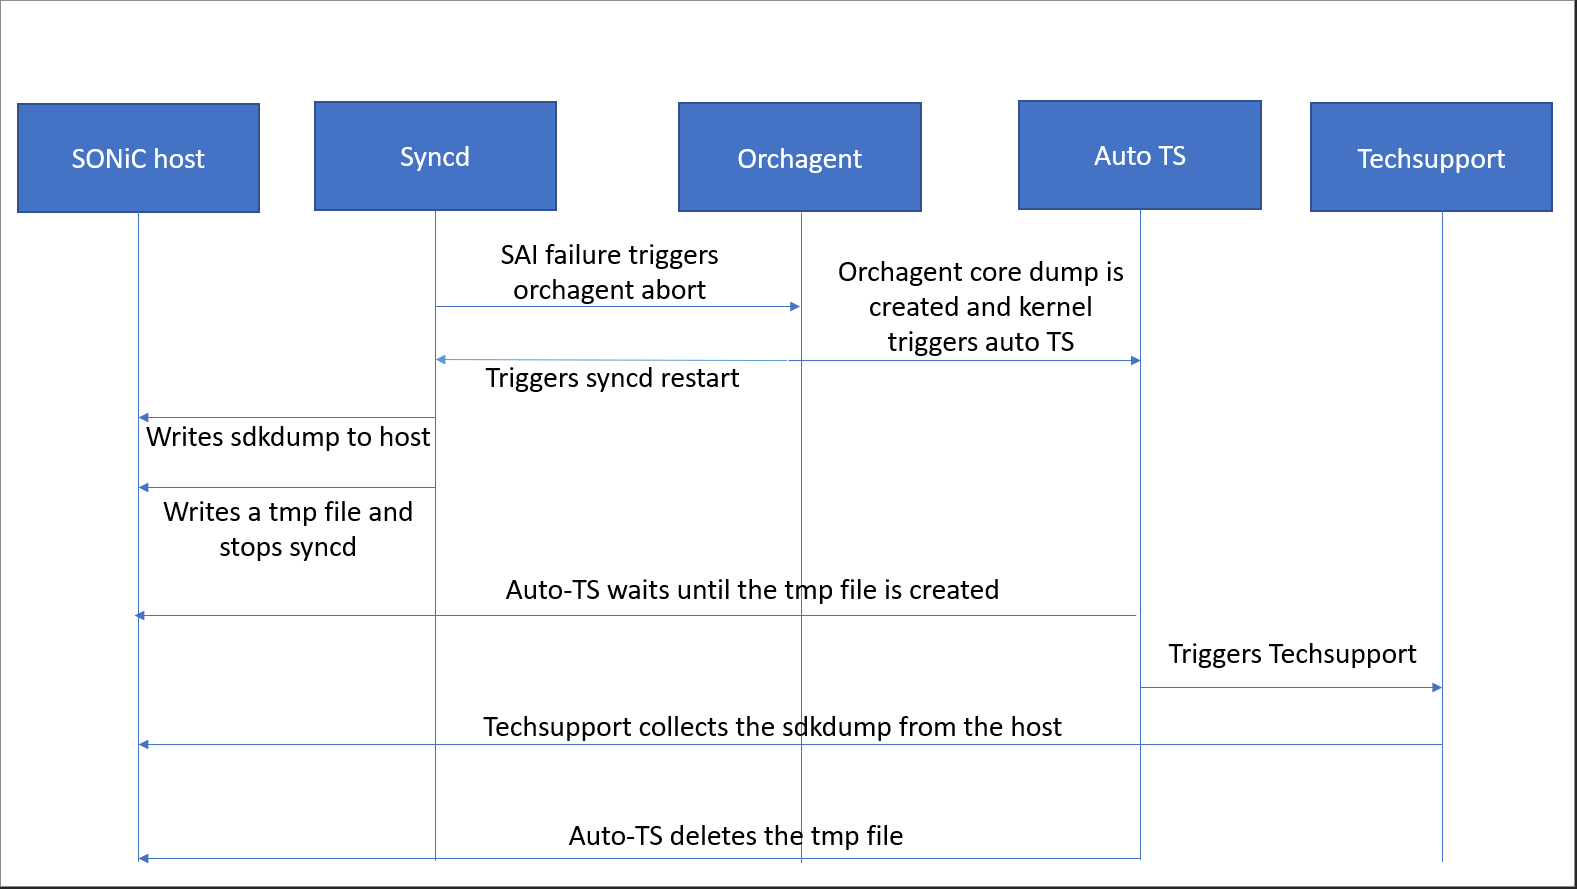 SONiC host
Syncd
Orchagent
Auto TS
Techsupport
SAI failure triggers
orchagent abort
Orchagent core dump is
created and kernel
triggers auto TS
Triggers syncd restart
Writes sdkdump to host
Writes a tmp file and
stops syncd
Auto-TS waits until the tmp file is created
Triggers Techsupport
Techsupport collects the sdkdump from the host
Auto-TS deletes the tmp file